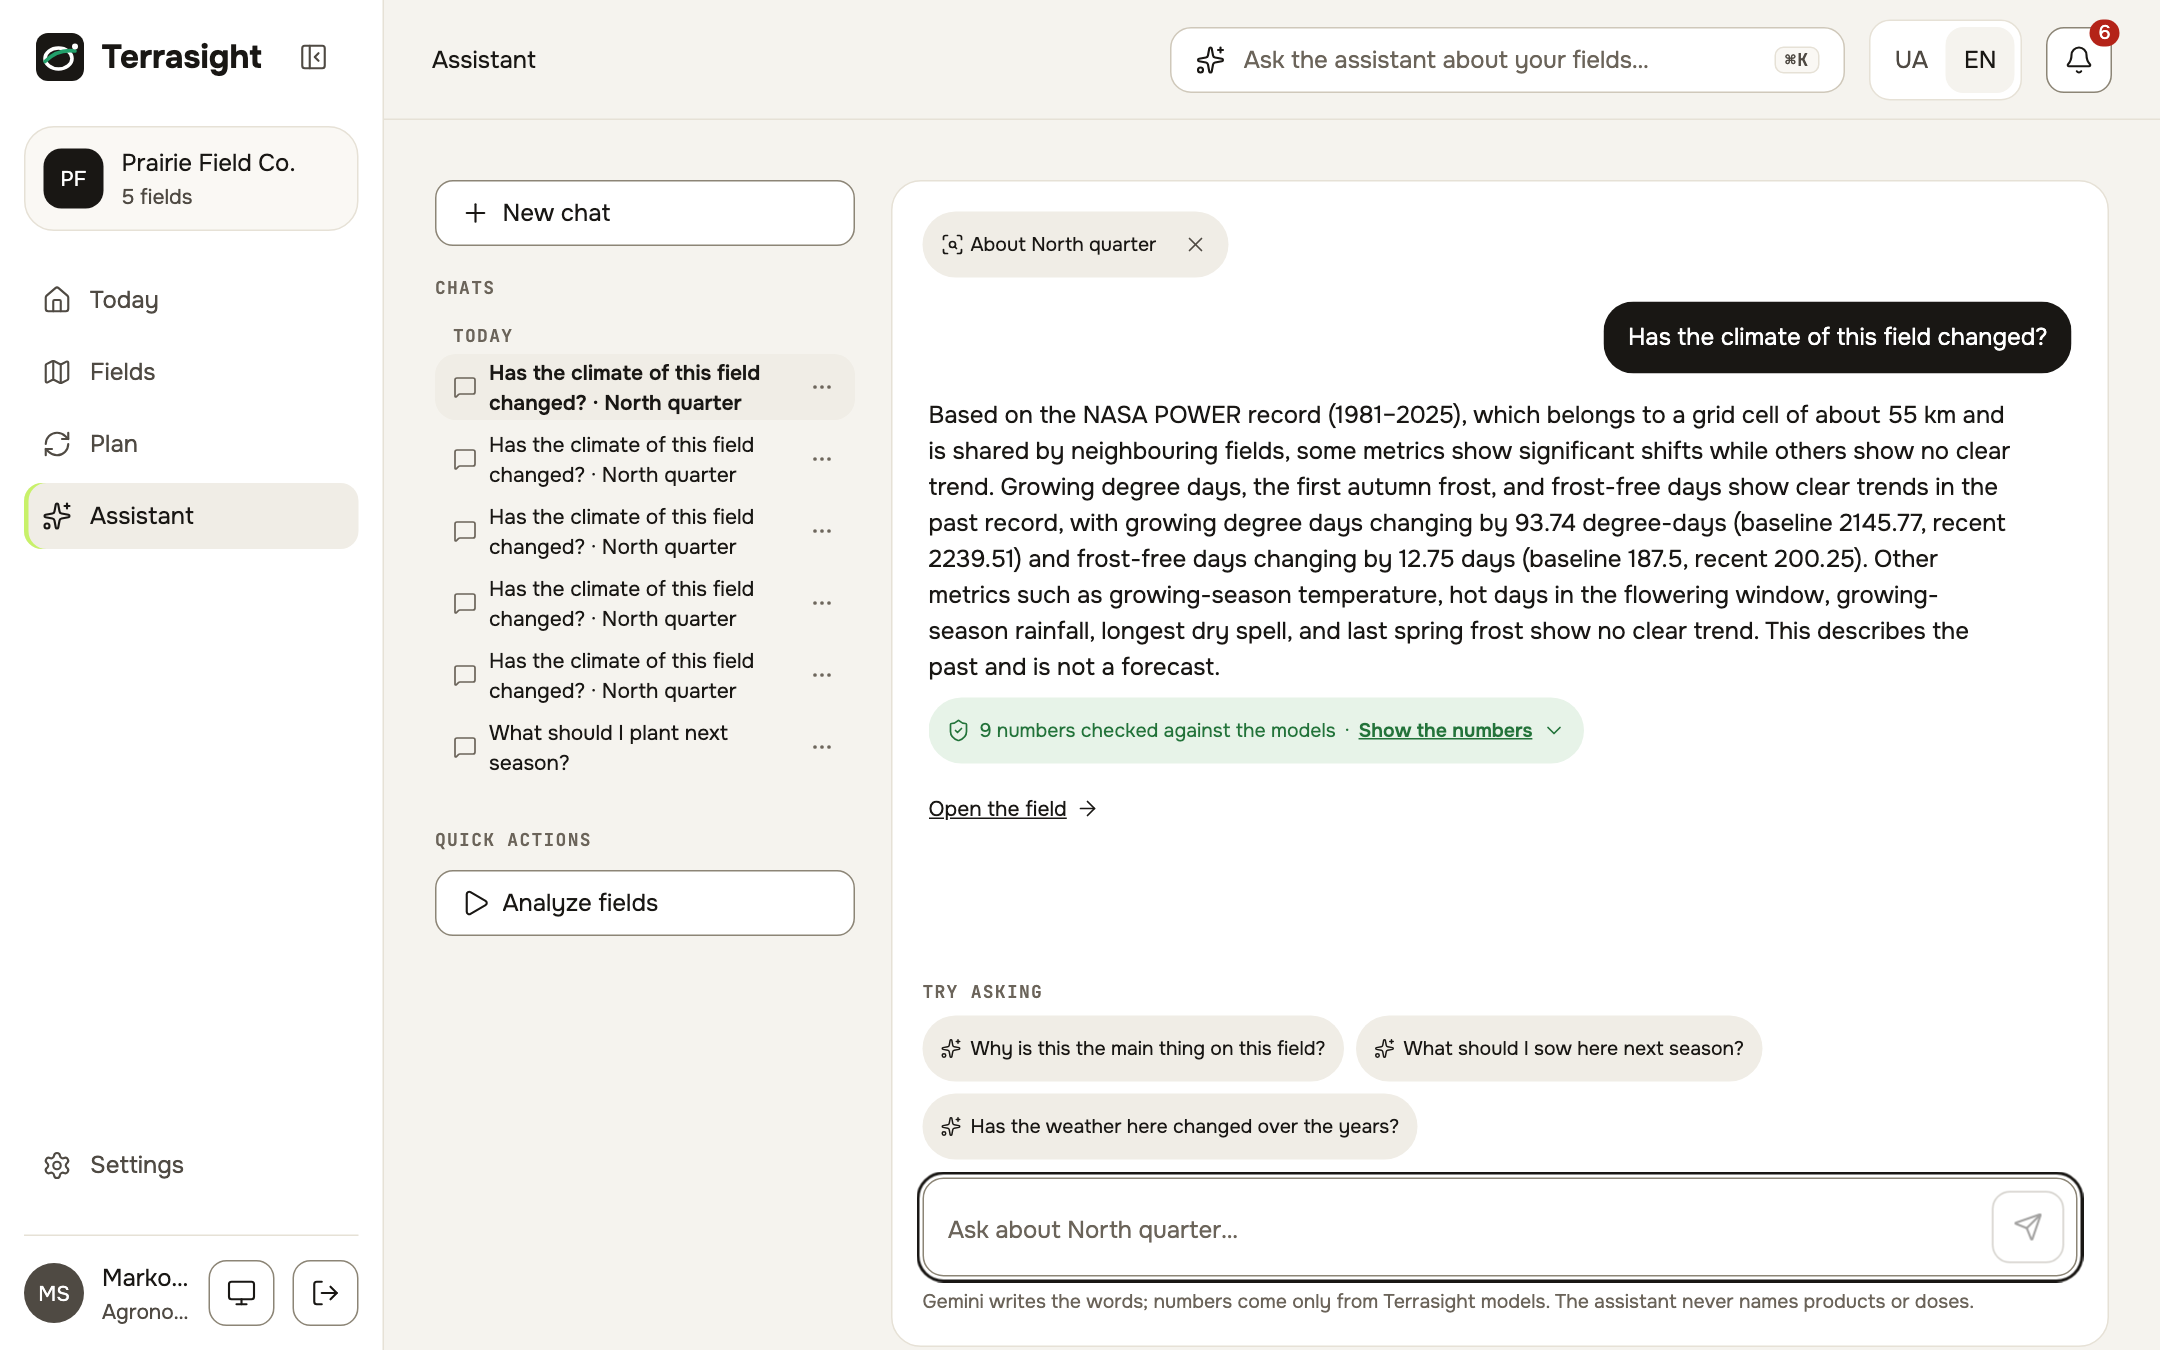 Terrasight
PF
Prairie Field Co.
5 fields
Today
Fields
Plan
Assistant
Settings
MS
Marko...
Agrono...
Assistant
Ask the assistant about your fields...
⌘K
UA
EN
6
New chat
CHATS
TODAY
Has the climate of this field
changed? · North quarter
Has the climate of this field
changed? · North quarter
Has the climate of this field
changed? · North quarter
Has the climate of this field
changed? · North quarter
Has the climate of this field
changed? · North quarter
What should I plant next
season?
QUICK ACTIONS
Analyze fields
About North quarter
Has the climate of this field changed?
Based on the NASA POWER record (1981–2025), which belongs to a grid cell of about 55 km and
is shared by neighbouring fields, some metrics show significant shifts while others show no clear
trend. Growing degree days, the first autumn frost, and frost-free days show clear trends in the
past record, with growing degree days changing by 93.74 degree-days (baseline 2145.77, recent
2239.51) and frost-free days changing by 12.75 days (baseline 187.5, recent 200.25). Other
metrics such as growing-season temperature, hot days in the flowering window, growing-
season rainfall, longest dry spell, and last spring frost show no clear trend. This describes the
past and is not a forecast.
9 numbers checked against the models · Show the numbers
Open the field
TRY ASKING
Why is this the main thing on this field?
What should I sow here next season?
Has the weather here changed over the years?
Ask about North quarter...
Gemini writes the words; numbers come only from Terrasight models. The assistant never names products or doses.